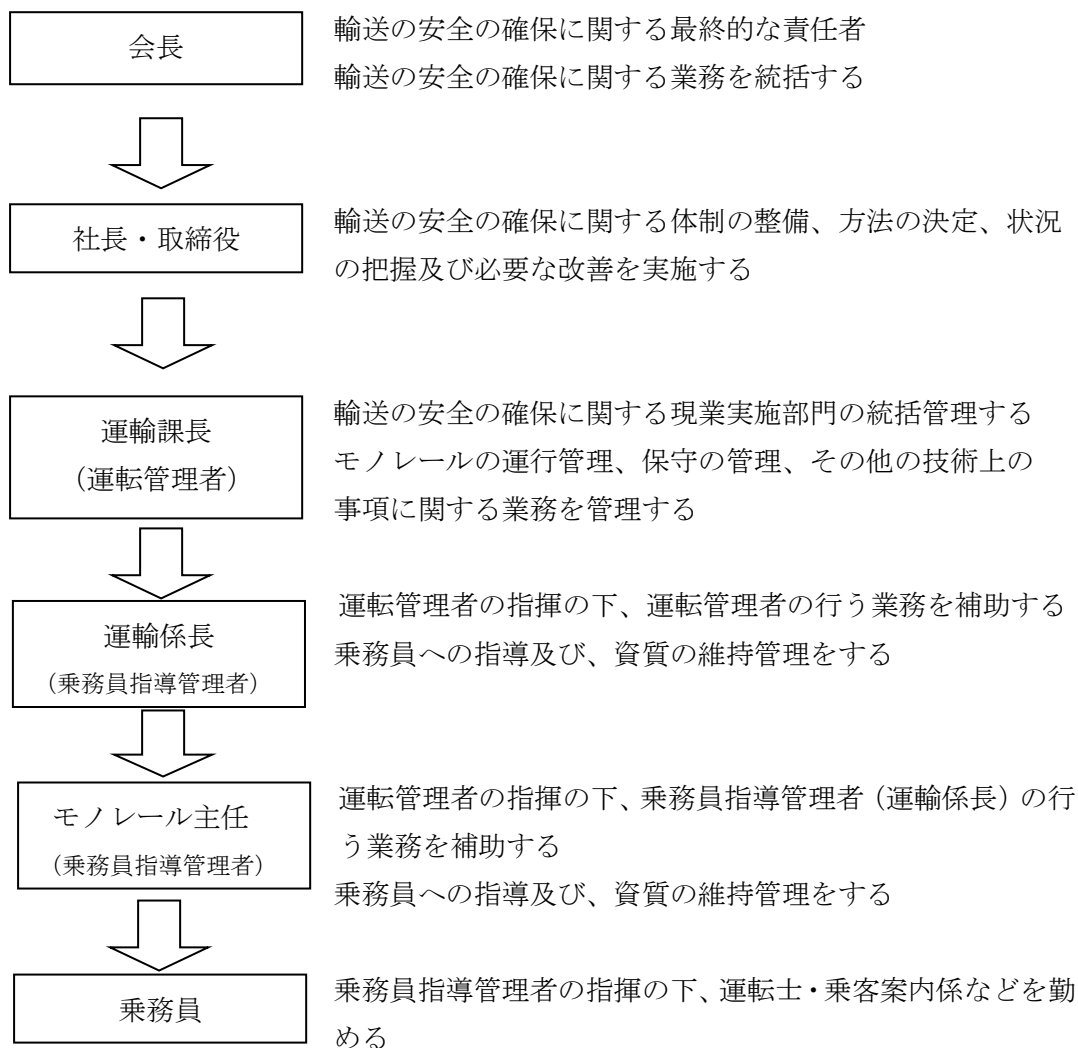 会長
輸送の安全の確保に関する最終的な責任者
輸送の安全の確保に関する業務を統括する
社長・取締役
輸送の安全の確保に関する体制の整備、方法の決定、状況
の把握及び必要な改善を実施する
運輸課長
(運転管理者)
輸送の安全の確保に関する現業実施部門の統括管理する
モノレールの運行管理、保守の管理、その他の技術上の
事項に関する業務を管理する
運輸係長
(乗務員指導管理者)
運転管理者の指揮の下、運転管理者の行う業務を補助する
乗務員への指導及び、資質の維持管理をする
モノレール主任
(乗務員指導管理者)
運転管理者の指揮の下、乗務員指導管理者(運輸係長)の行
う業務を補助する
乗務員への指導及び、資質の維持管理をする
乗務員
乗務員指導管理者の指揮の下、運転士・乗客案内係などを勤
める